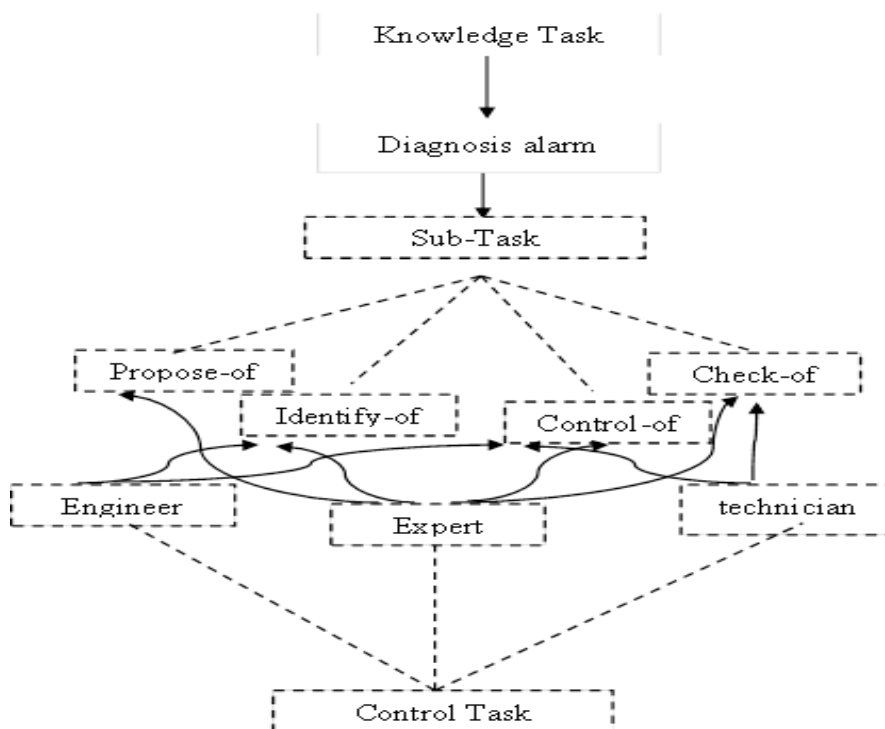 Knowledge Task
Diagnosis alarm
Sub-Task
Propose-of
Check-of
Identify-of
Control-of
Engineer
Expert
technician
Control Task